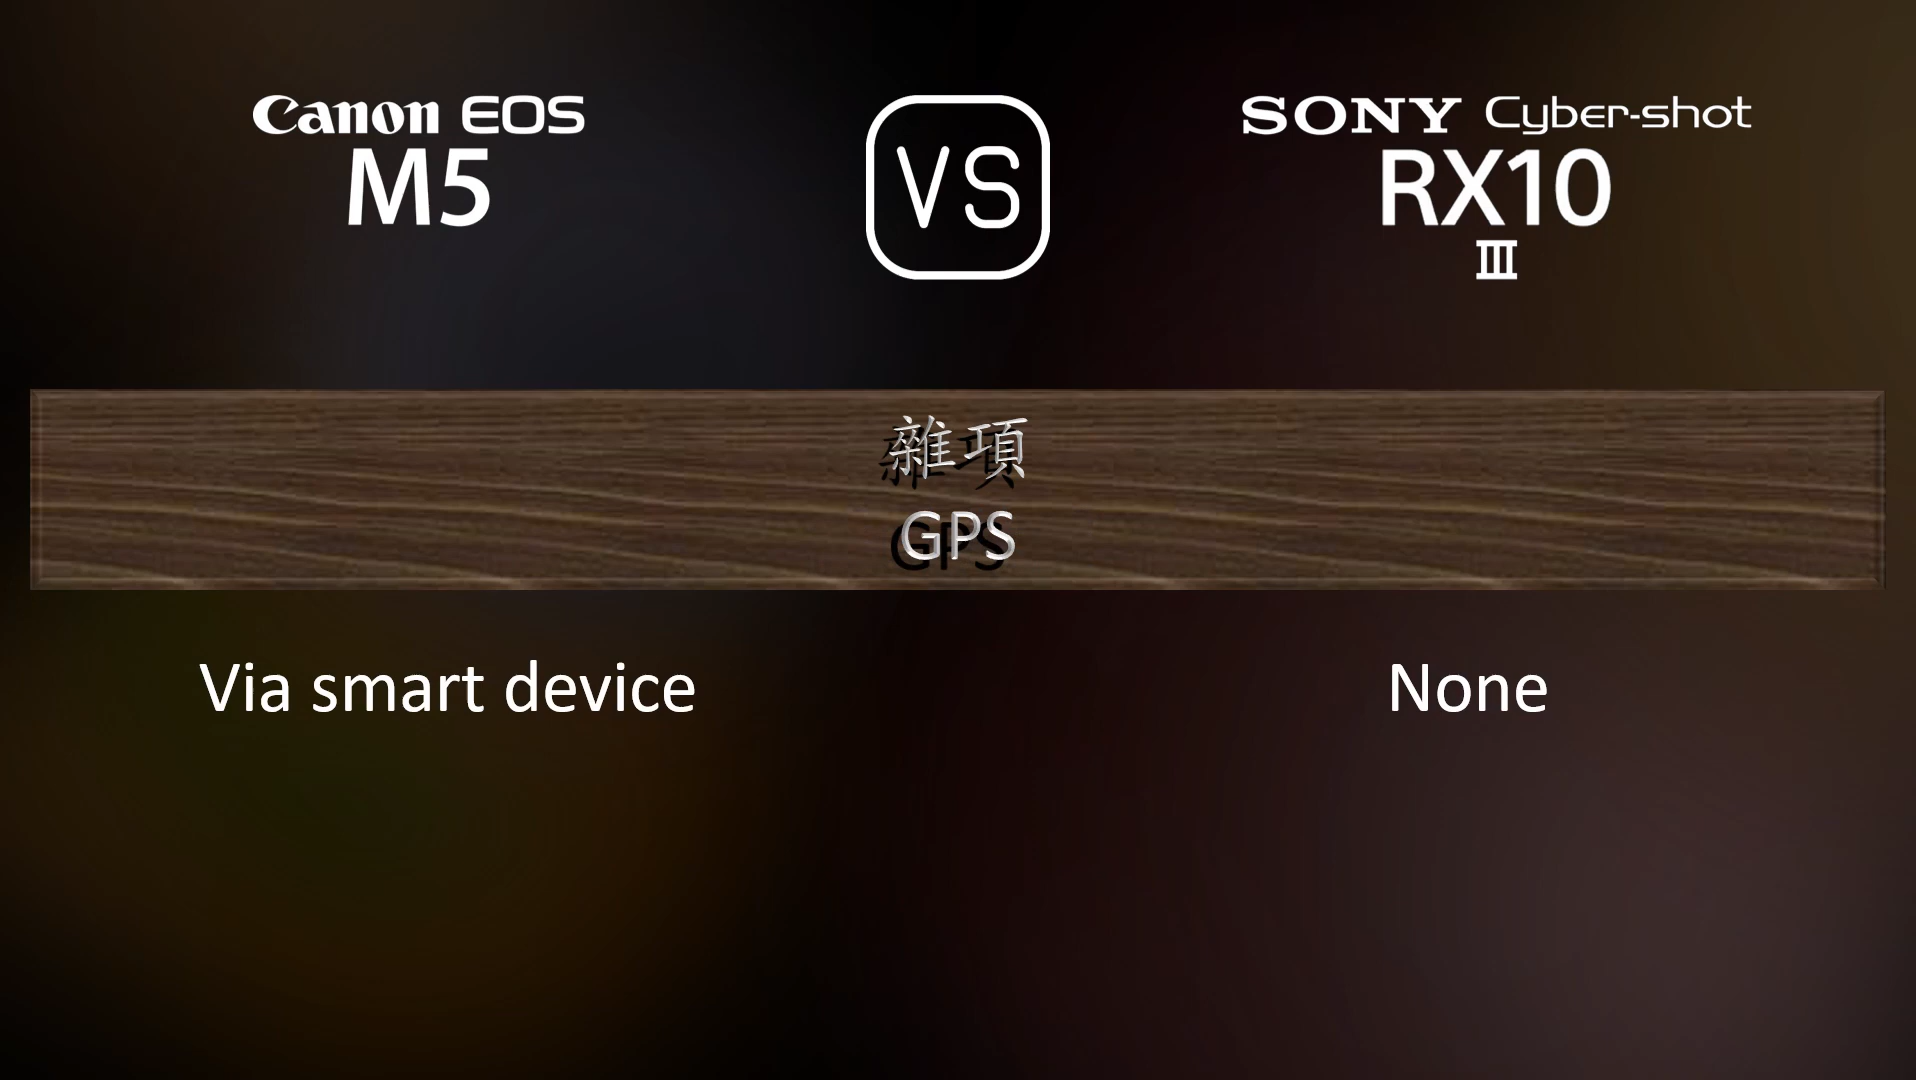 Canon EOS
M5
VS
SONY Cyber-shot
RX10
III
雜項
GPS
Via smart device
None